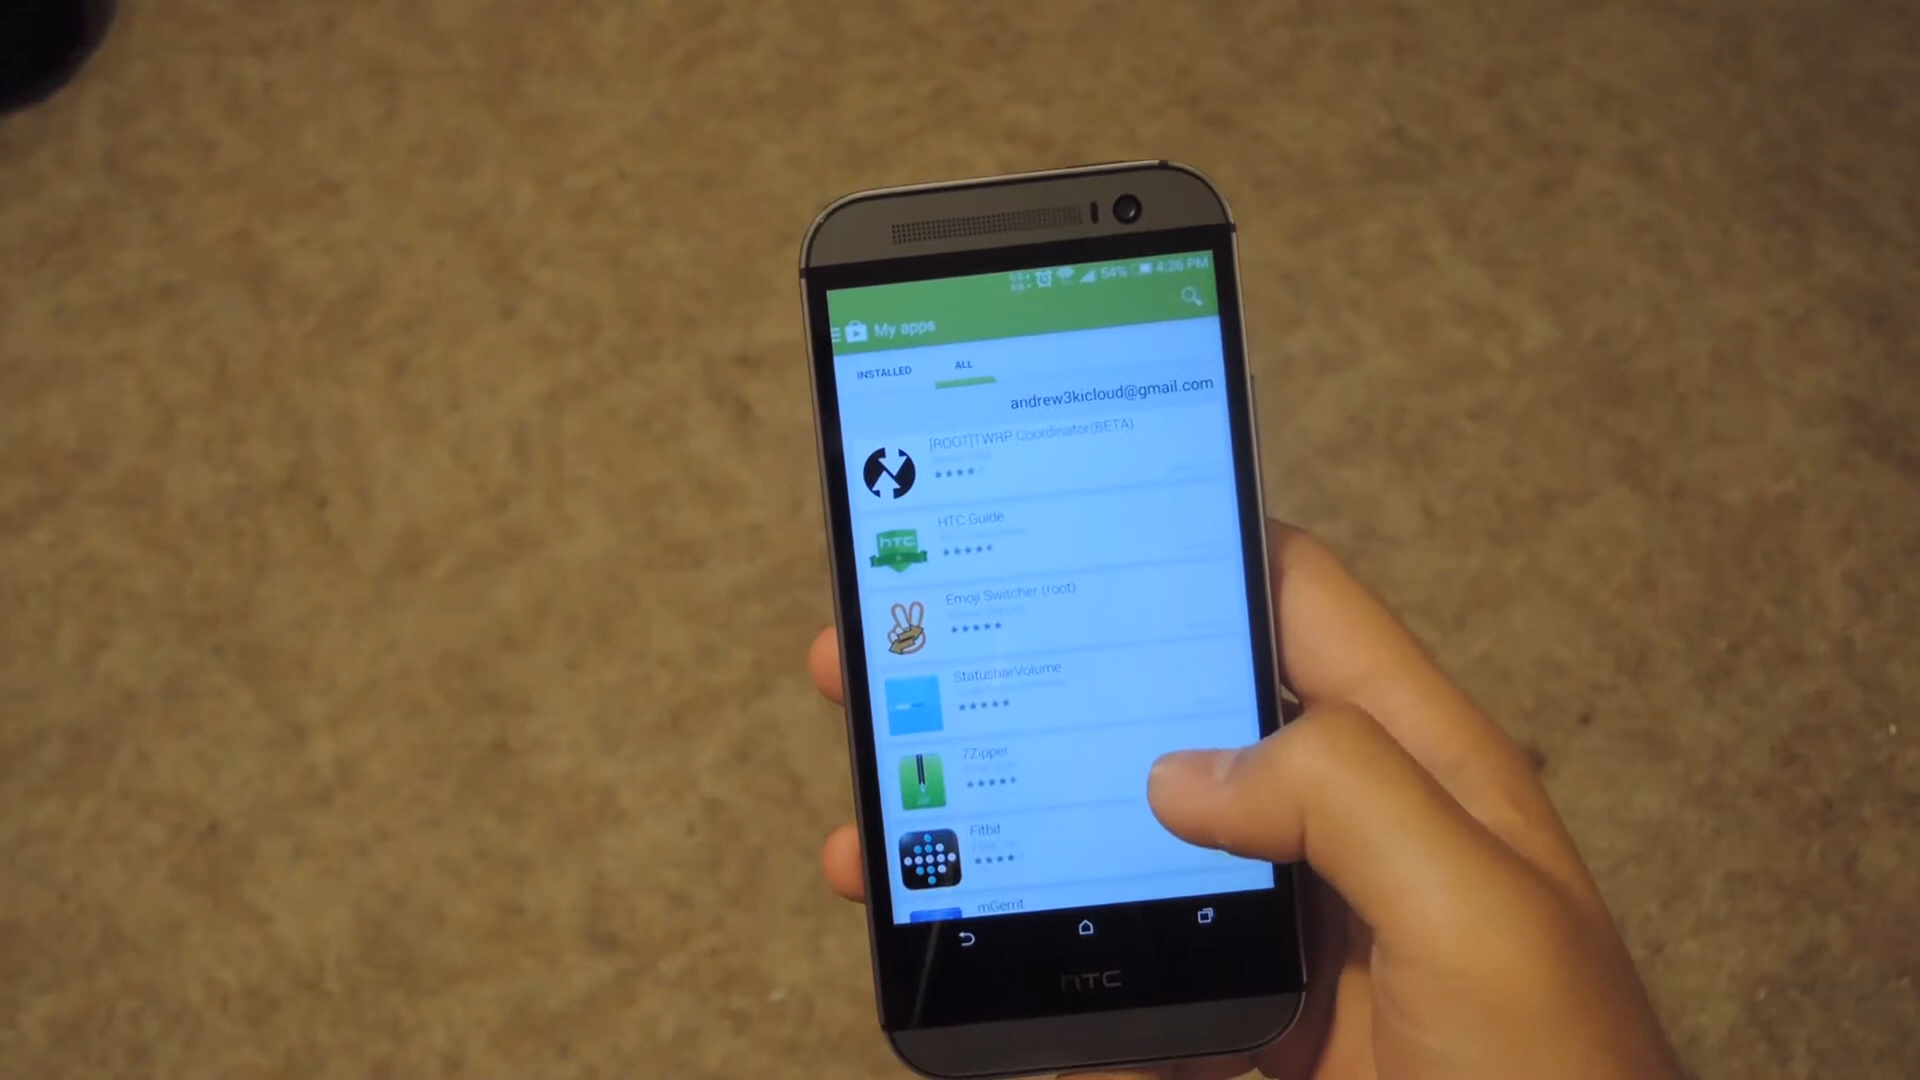 54% 4:26 PM
My apps
INSTALLED ALL
andrew3kicloud@gmail.com
[ROOT]TWRP Coordinator(BETA)
HTC Guide
hTC
Emoji Switcher (root)
StatusbarVolume
7Zipper
Fitbit
mGerrit
hTC